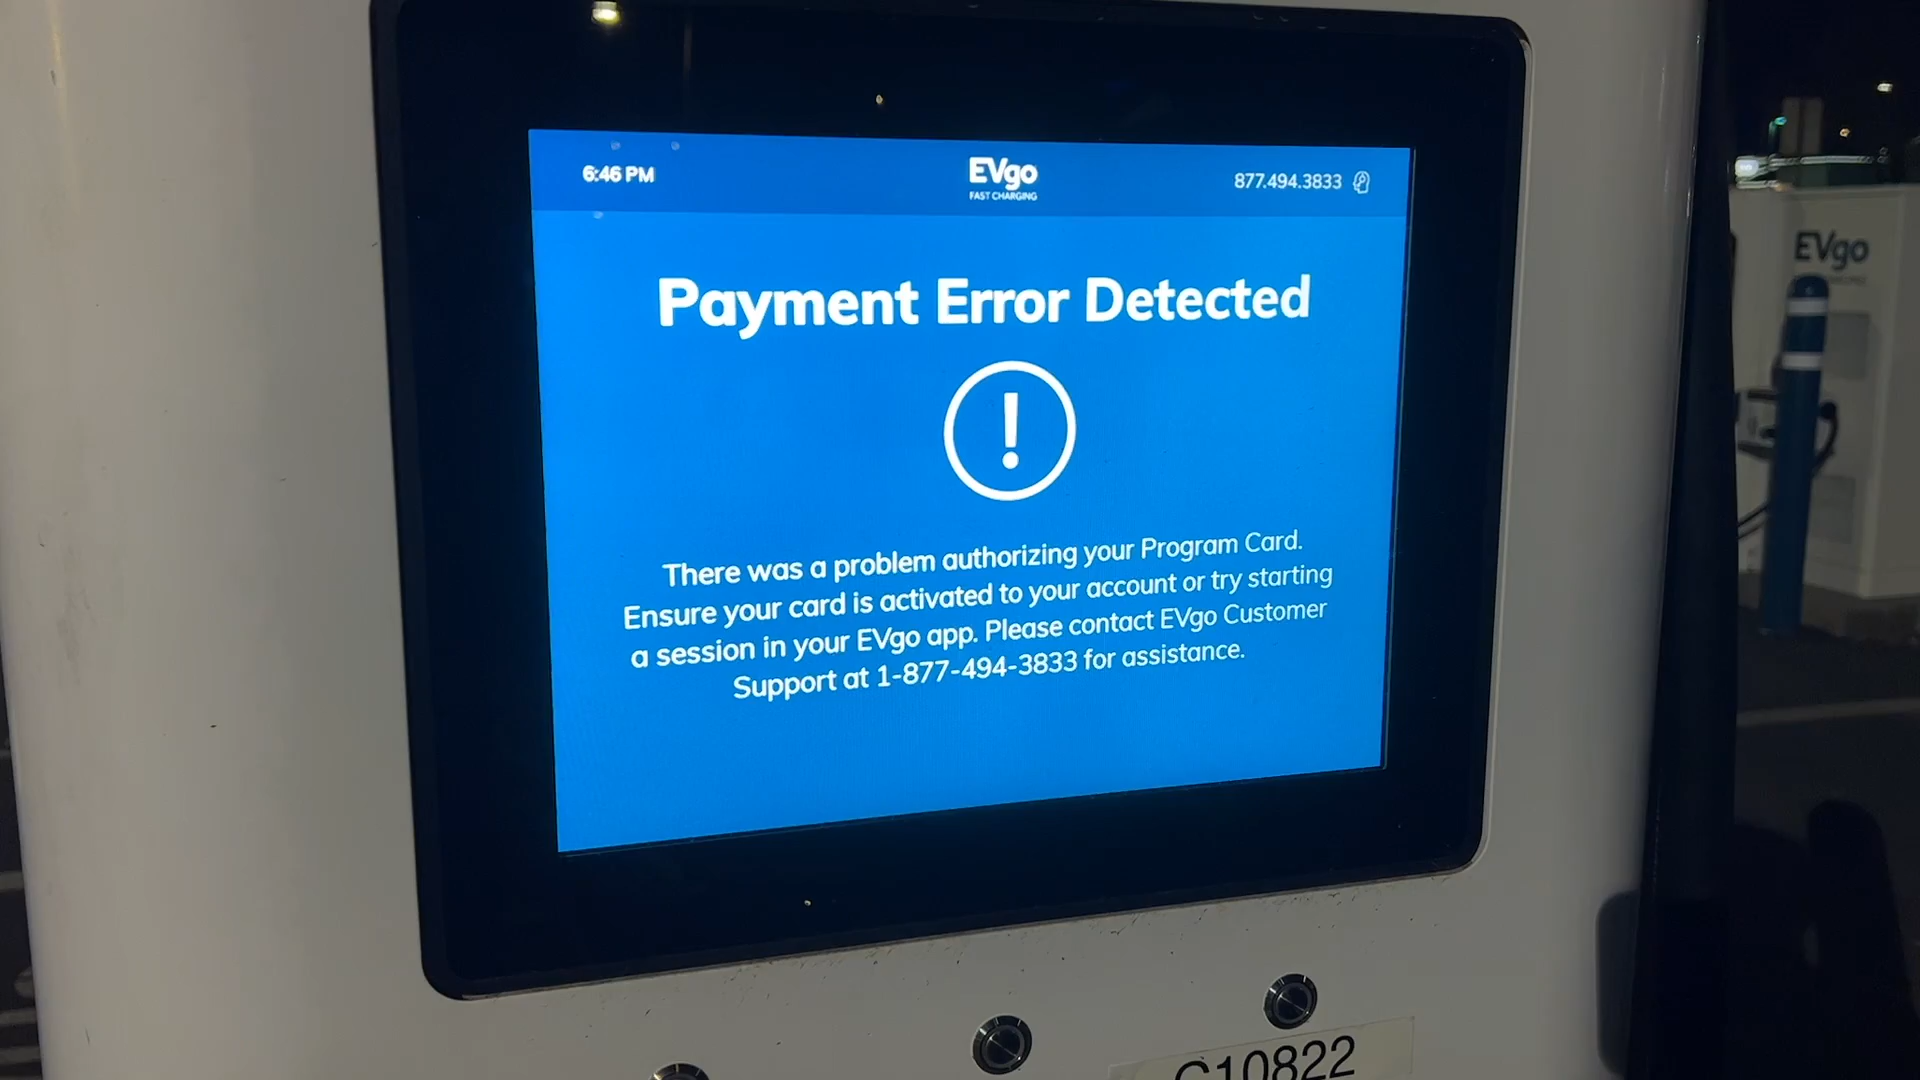 6:46 PM
EVgo
FAST CHARGING
877.494.3833
Payment Error Detected
There was a problem authorizing your Program Card.
Ensure your card is activated to your account or try starting
a session in your EVgo app. Please contact EVgo Customer
Support at 1-877-494-3833 for assistance.
EVgo
C10822